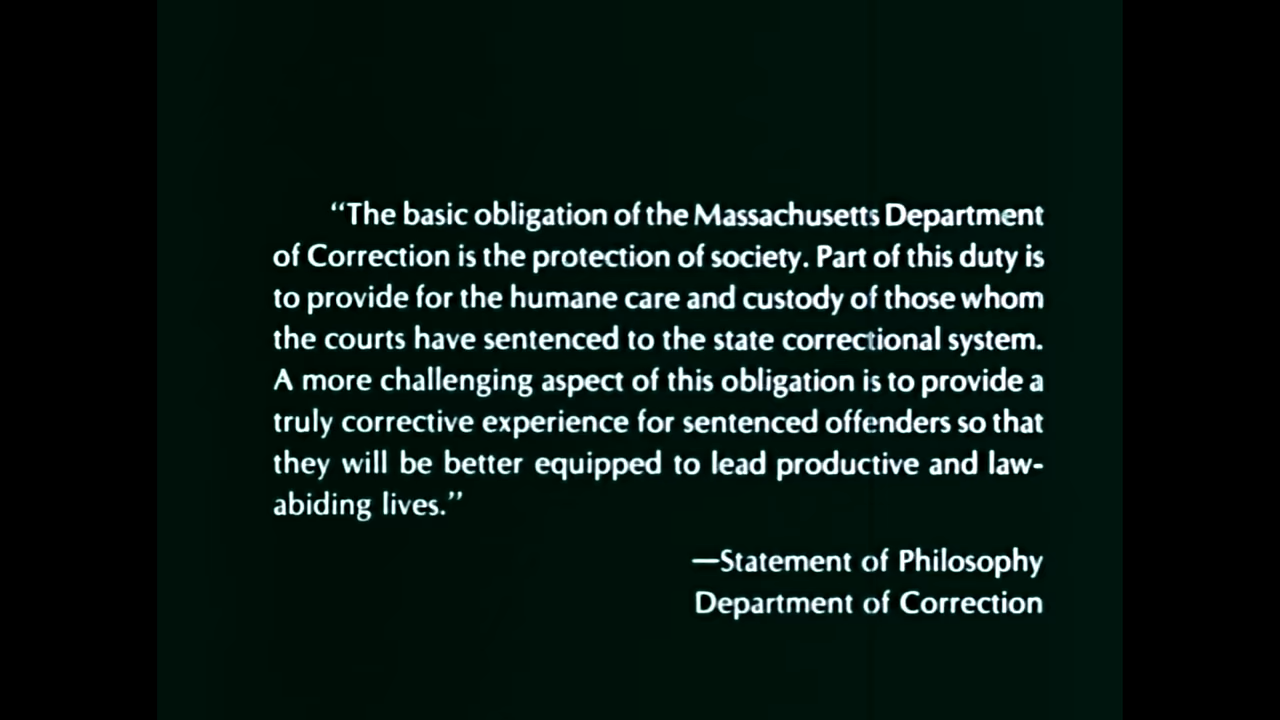 “The basic obligation of the Massachusetts Department
of Correction is the protection of society. Part of this duty is
to provide for the humane care and custody of those whom
the courts have sentenced to the state correctional system.
A more challenging aspect of this obligation is to provide a
truly corrective experience for sentenced offenders so that
they will be better equipped to lead productive and law-
abiding lives.”
—Statement of Philosophy
Department of Correction